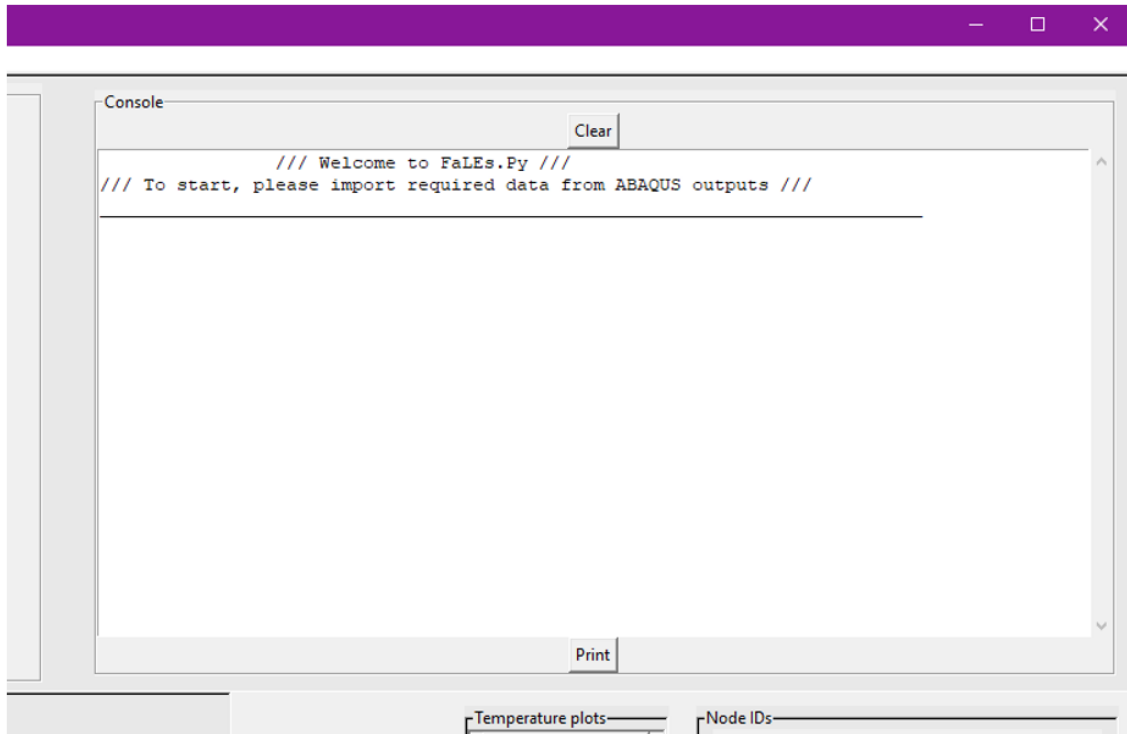 Console
Clear
/// Welcome to FaLEs.Py ///
/// To start, please import required data from ABAQUS outputs ///
Print
Temperature plots
Node IDs